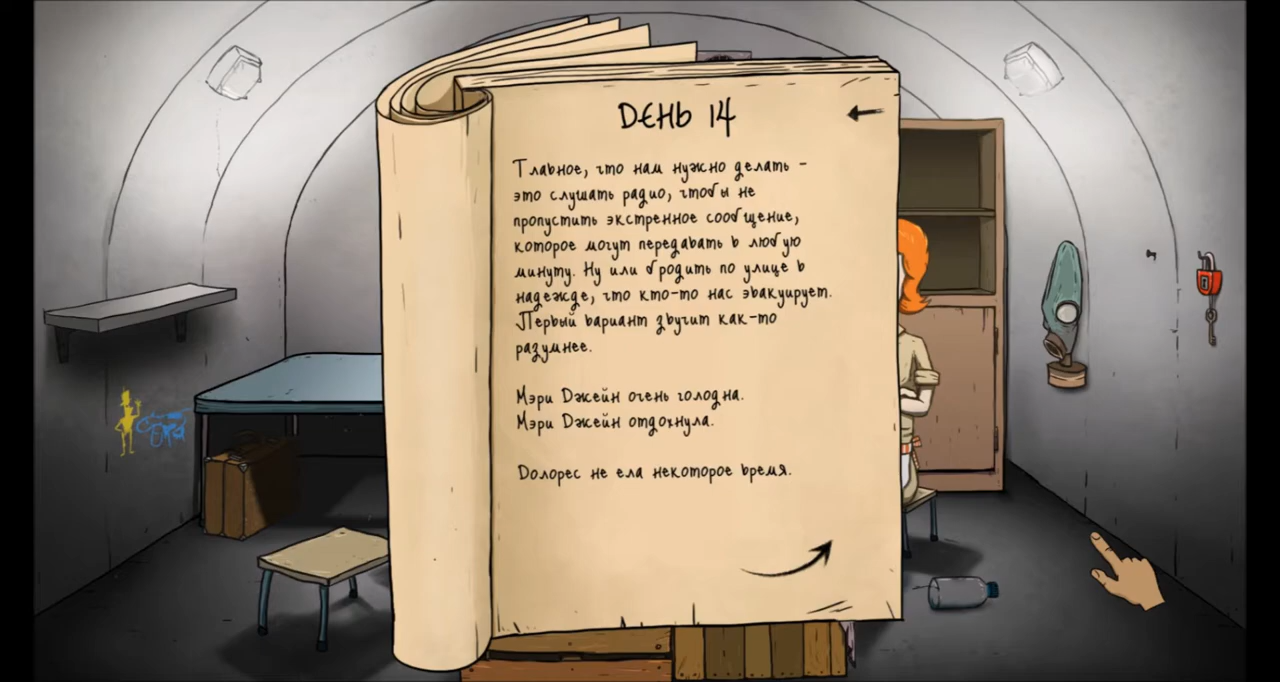 ДЕНЬ 14
Главное, что нам нужно делать -
это слушать радио, чтобы не
пропустить экстренное сообщение,
которое могут передавать в любую
минуту. Ну или бродить по улице в
надежде, что кто-то нас эвакуирует.
Первый вариант звучит как-то
разумнее.
Мэри Джейн очень голодна.
Мэри Джейн отдохнула.
Долорес не ела некоторое время.